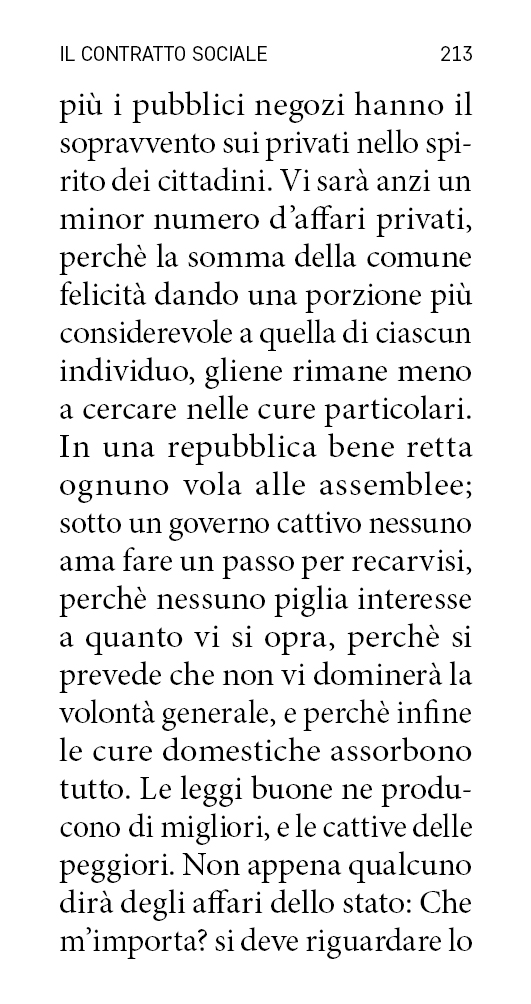 IL CONTRATTO SOCIALE 213
più i pubblici negozi hanno il
sopravvento sui privati nello spi-
rito dei cittadini. Vi sarà anzi un
minor numero d’affari privati,
perchè la somma della comune
felicità dando una porzione più
considerevole a quella di ciascun
individuo, gliene rimane meno
a cercare nelle cure particolari.
In una repubblica bene retta
ognuno vola alle assemblee;
sotto un governo cattivo nessuno
ama fare un passo per recarvisi,
perchè nessuno piglia interesse
a quanto vi si opra, perchè si
prevede che non vi dominerà la
volontà generale, e perchè infine
le cure domestiche assorbono
tutto. Le leggi buone ne produ-
cono di migliori, e le cattive delle
peggiori. Non appena qualcuno
dirà degli affari dello stato: Che
m’importa? si deve riguardare lo